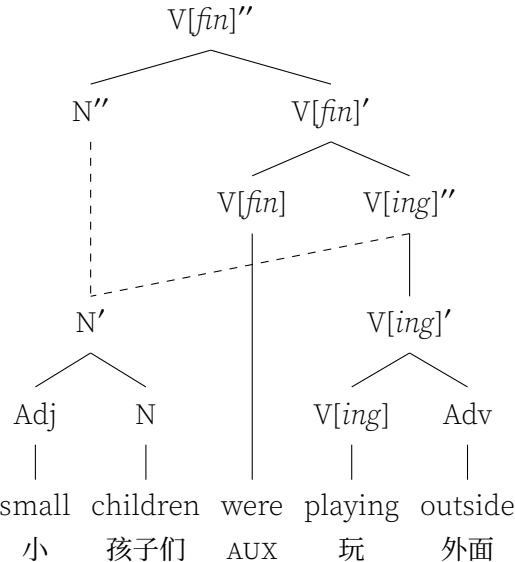 V[fin]″
N″ V[fin]′
V[fin] V[ing]″
N′ V[ing]′
Adj N V[ing] Adv
small children were playing outside
小 孩子们 AUX 玩 外面